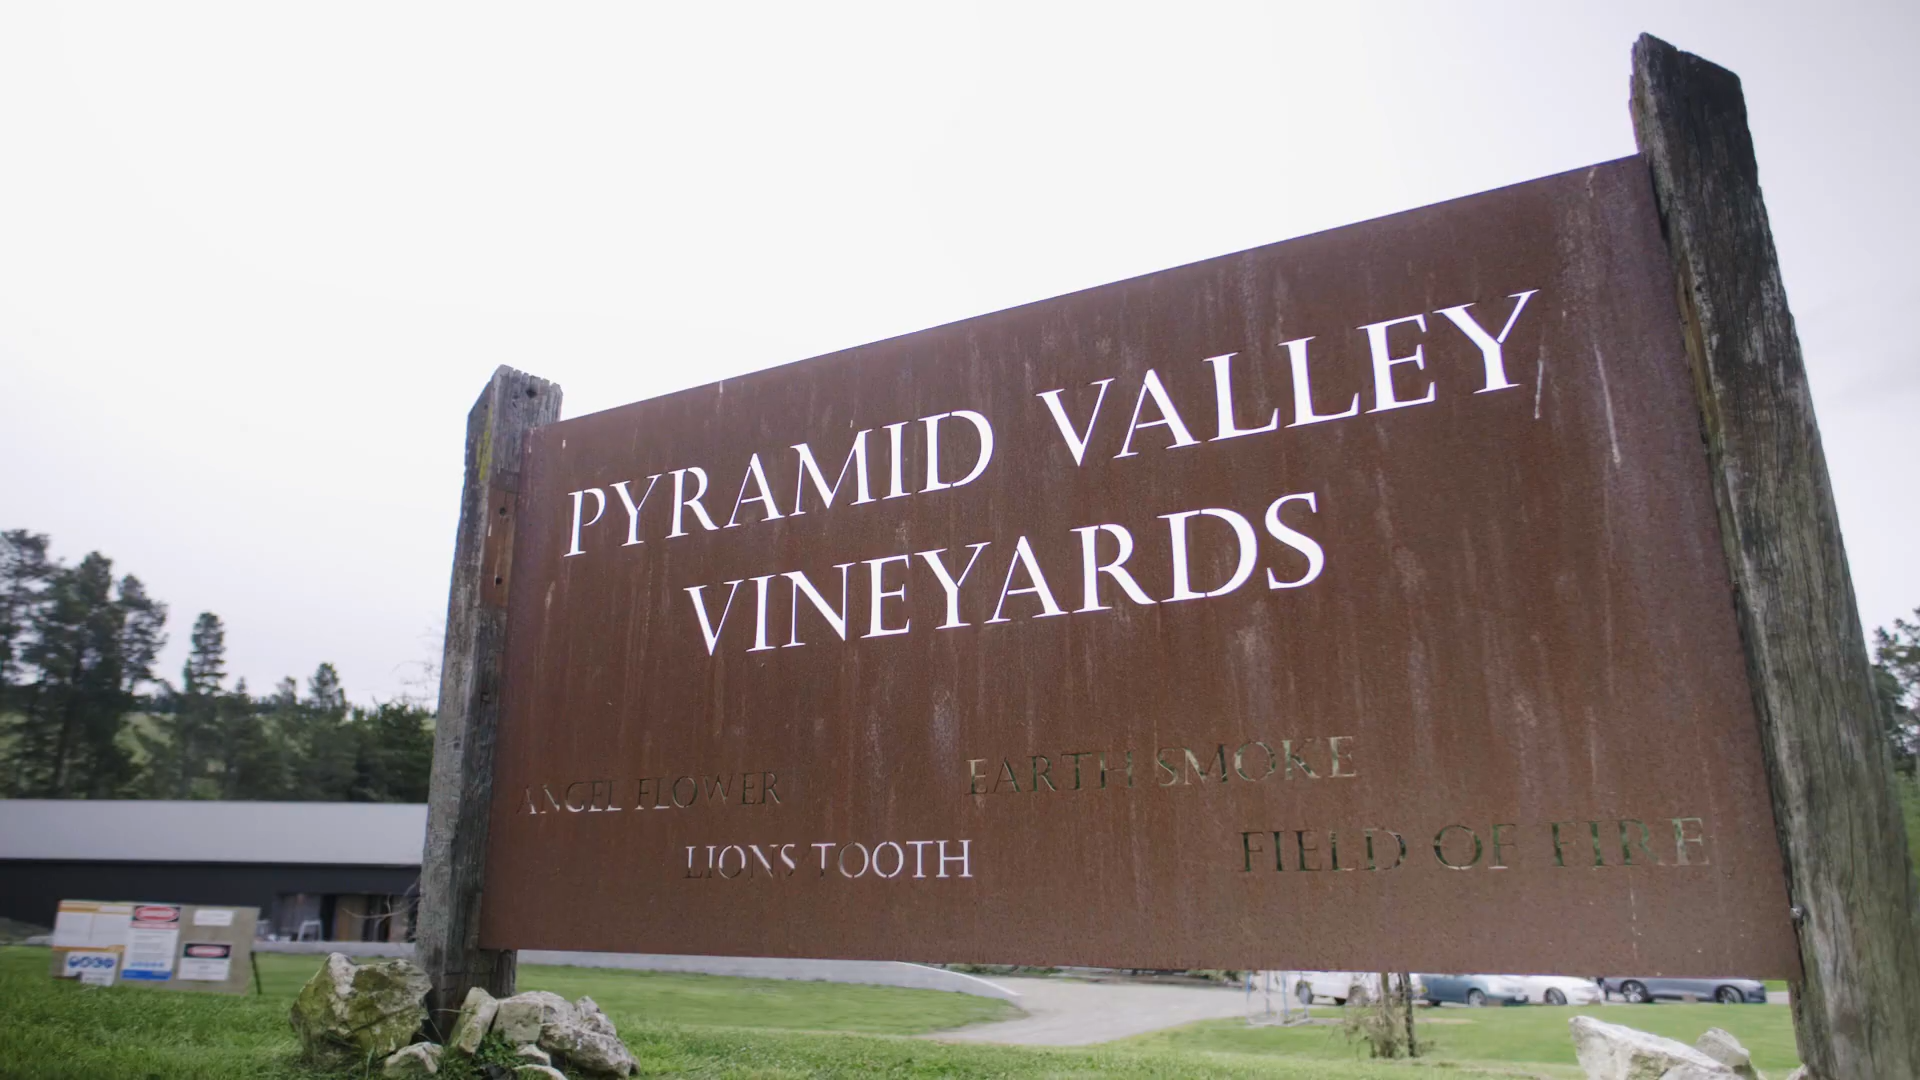 PYRAMID VALLEY
VINEYARDS
ANGEL FLOWER
EARTH SMOKE
LIONS TOOTH
FIELD OF FIRE